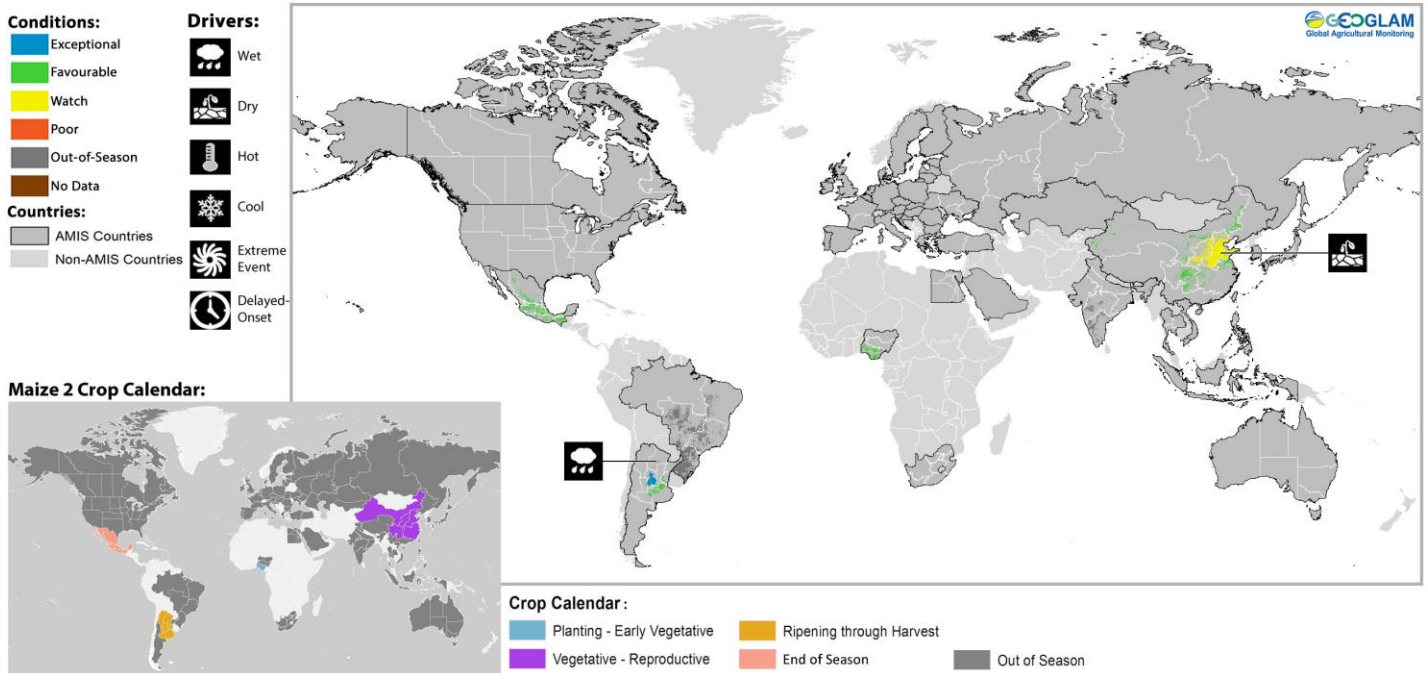 Conditions:
Exceptional
Favourable
Watch
Poor
Out-of-Season
No Data
Countries:
AMIS Countries
Non-AMIS Countries
Drivers:
Wet
Dry
Hot
Cool
Extreme
Event
Delayed-
Onset
GEOGLAM
Global Agricultural Monitoring
Maize 2 Crop Calendar:
Crop Calendar :
Planting - Early Vegetative
Vegetative - Reproductive
Ripening through Harvest
End of Season
Out of Season